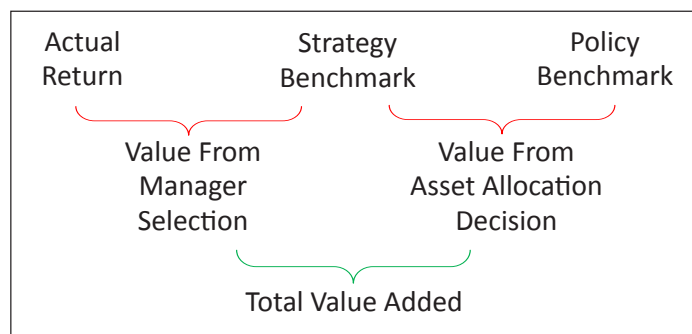 Actual
Return
Strategy
Benchmark
Policy
Benchmark
Value From
Manager
Selection
Value From
Asset Allocation
Decision
Total Value Added